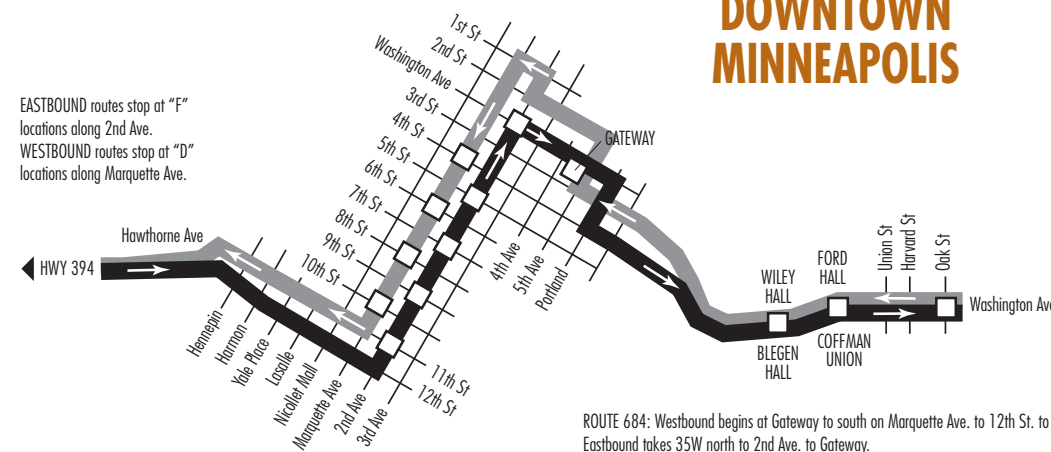 DOWNTOWN
MINNEAPOLIS
EASTBOUND routes stop at “F”
locations along 2nd Ave.
WESTBOUND routes stop at “D”
locations along Marquette Ave.
1st St
2nd St
Washington Ave
3rd St
4th St
5th St
6th St
7th St
8th St
9th St
10th St
GATEWAY
Hawthorne Ave
HWY 394
Hennepin
Harmon
Yale Place
Lasalle
Nicollet Mall
Marquette Ave
2nd Ave
3rd Ave
11th St
12th St
4th Ave
5th Ave
Portland
WILEY
HALL
BLEGEN
HALL
FORD
HALL
COFFMAN
UNION
Union St
Harvard St
Oak St
Washington Ave
ROUTE 684: Westbound begins at Gateway to south on Marquette Ave. to 12th St. to
Eastbound takes 35W north to 2nd Ave. to Gateway.